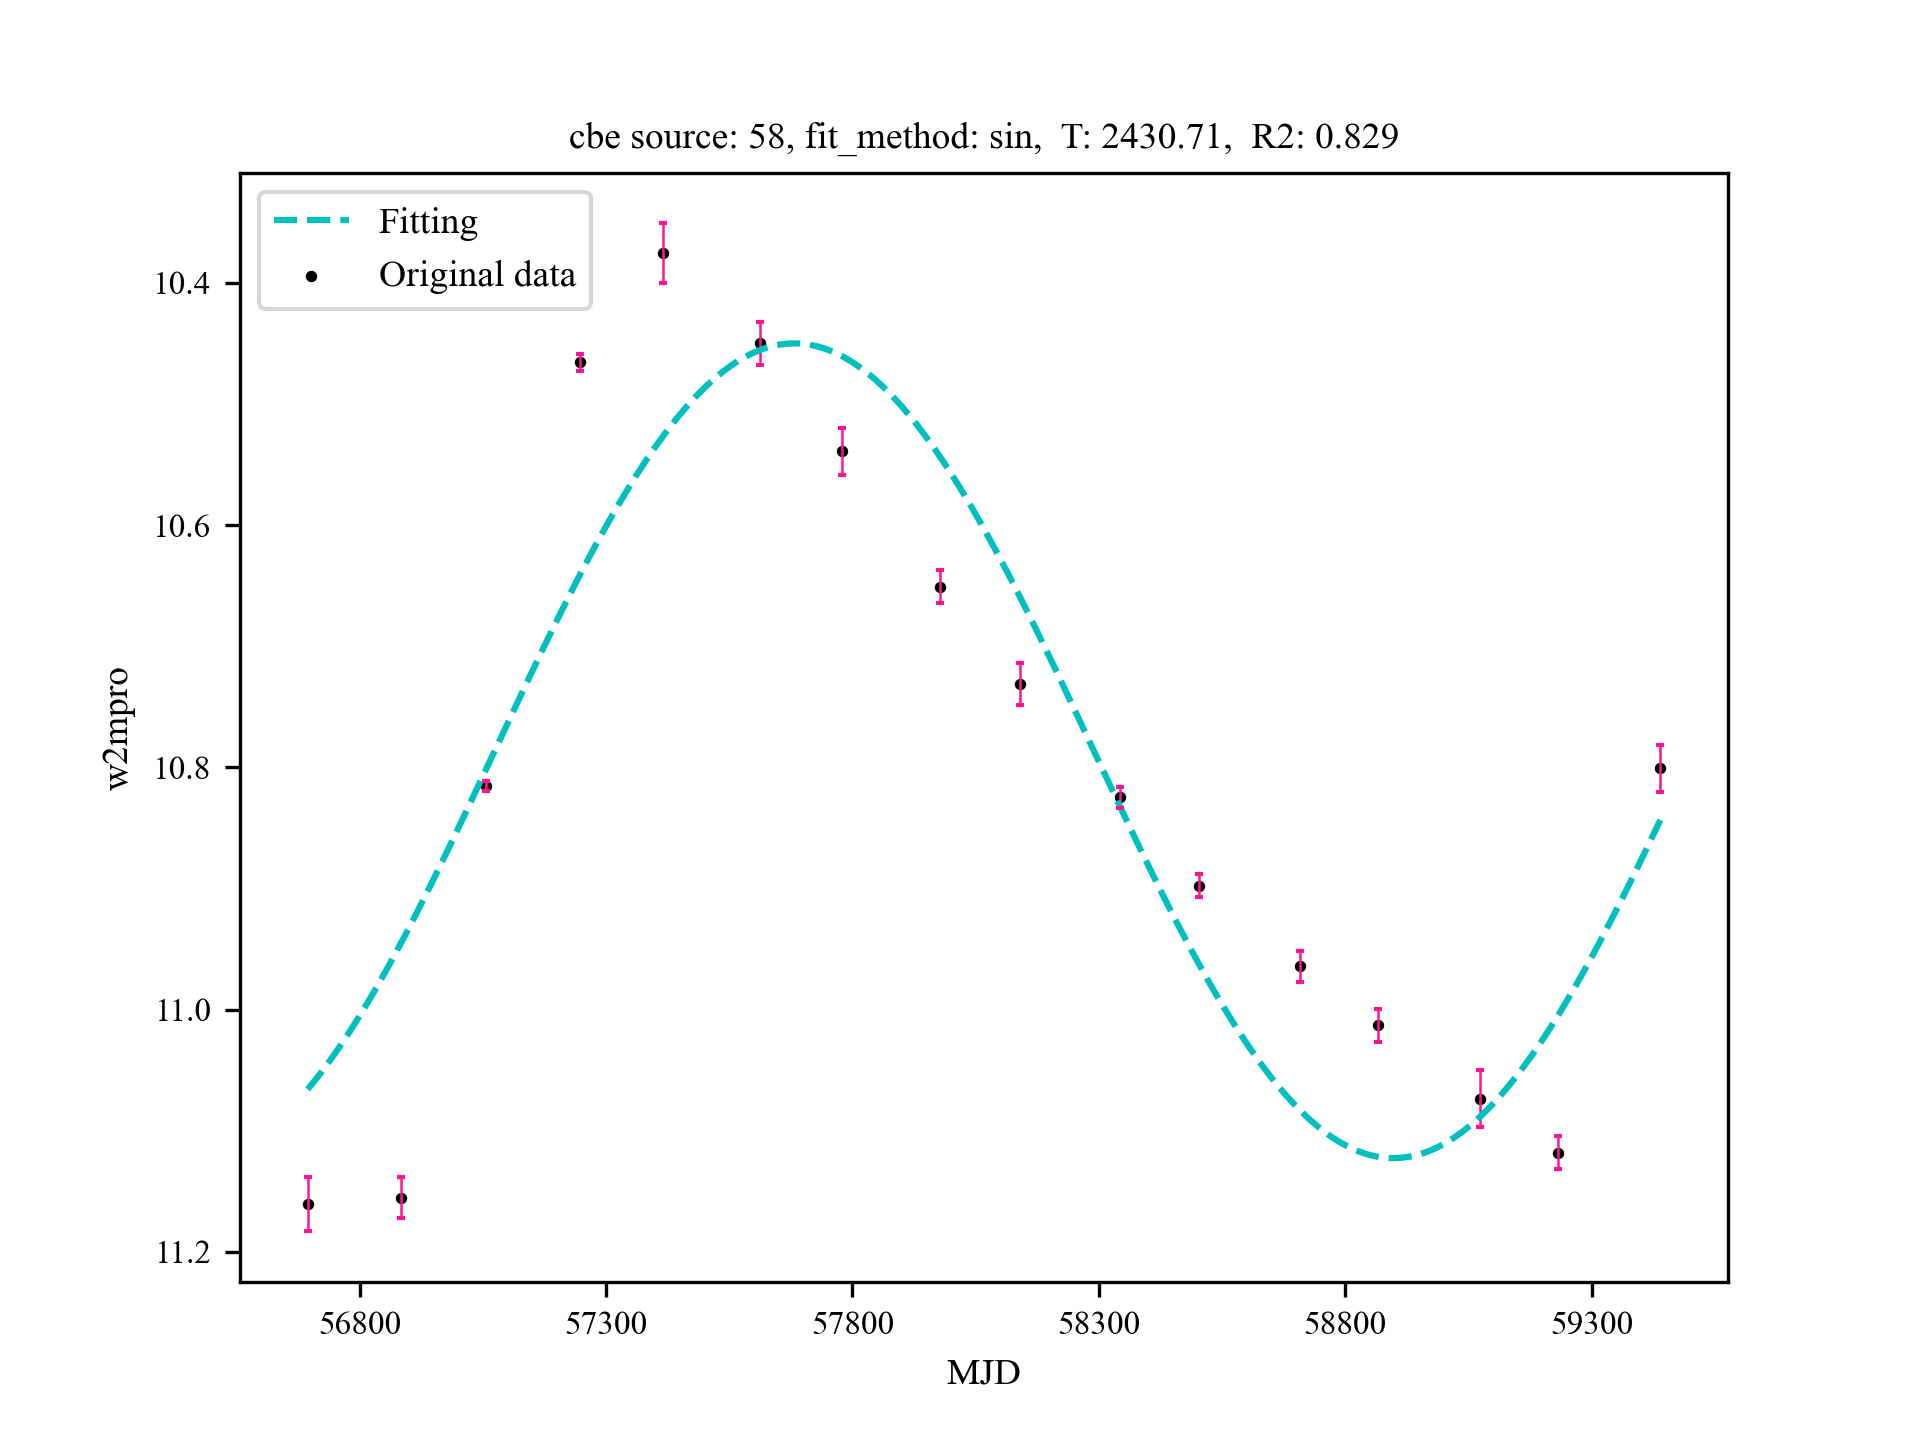 cbe source: 58, fit_method: sin,  T: 2430.71,  R2: 0.829
Fitting
Original data
10.4
10.6
10.8
11.0
11.2
w2mpro
56800
57300
57800
58300
58800
59300
MJD